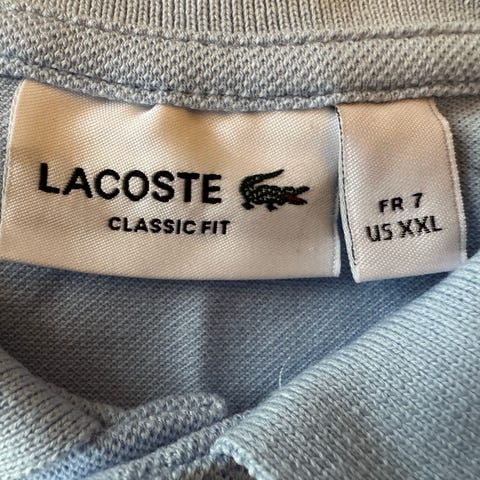 LACOSTE
CLASSIC FIT
FR 7
US XXL